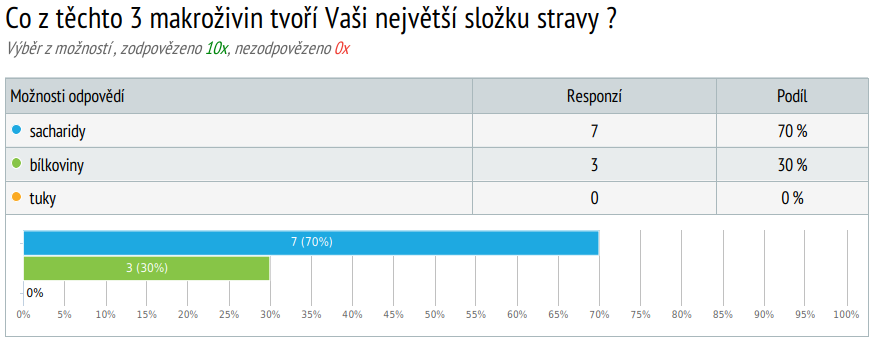 Co z těchto 3 makroživin tvoří Vaši největší složku stravy ?
Výběr z možností , zodpovězeno 10x, nezodpovězeno 0x
Možnosti odpovědí Responzí Podíl
sacharidy 7 70 %
bílkoviny 3 30 %
tuky 0 0 %
7 (70%)
3 (30%)
0%
0% 5% 10% 15% 20% 25% 30% 35% 40% 45% 50% 55% 60% 65% 70% 75% 80% 85% 90% 95% 100%